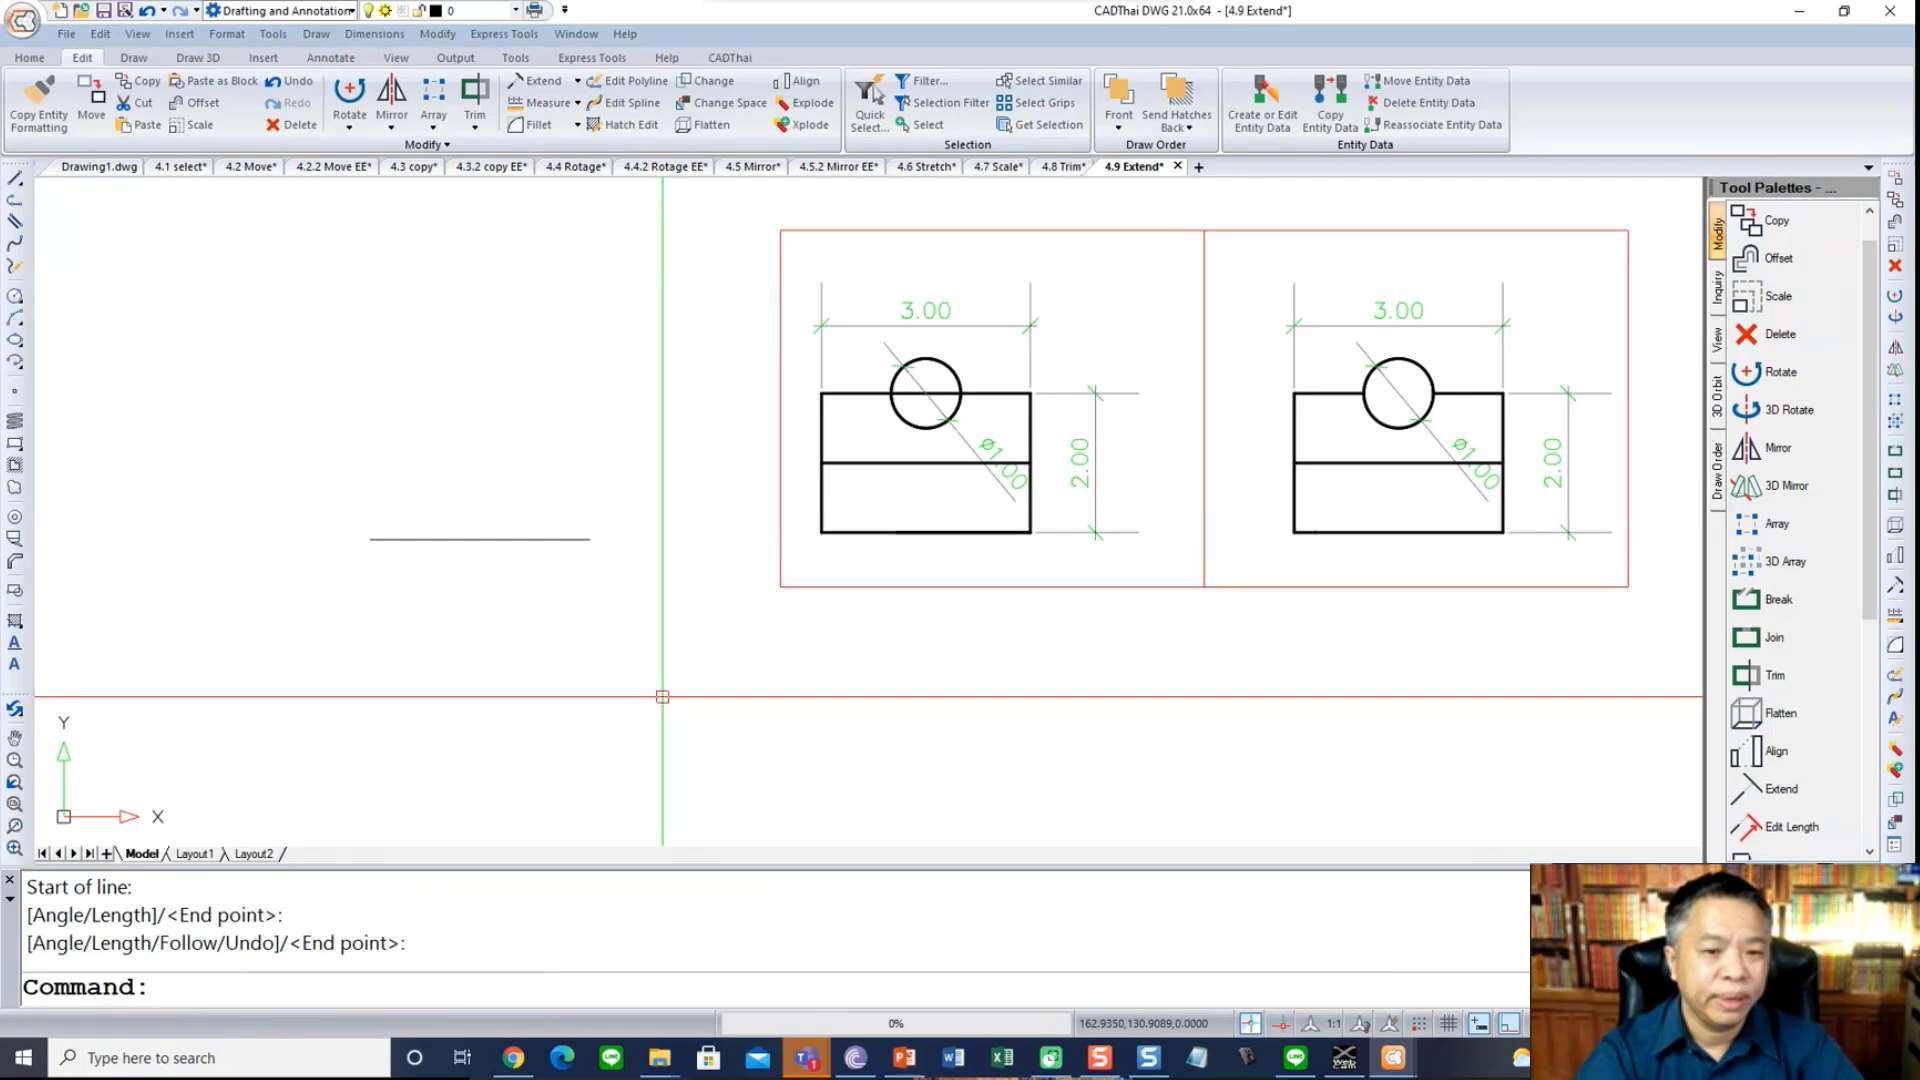 Drafting and Annotation
0
CADThai DWG 21.0x64 - [4.9 Extend*]
File Edit View Insert Format Tools Draw Dimensions Modify Express Tools Window Help
Home Edit Draw Draw 3D Insert Annotate View Output Tools Express Tools Help CADThai
Copy Entity Formatting
Move
Copy
Cut
Paste
Paste as Block
Offset
Scale
Undo
Redo
Delete
Rotate
Mirror
Array
Trim
Extend
Measure
Fillet
Edit Polyline
Edit Spline
Hatch Edit
Change
Change Space
Flatten
Align
Explode
Xplode
Modify
Quick Select...
Filter...
Selection Filter
Select
Select Similar
Select Grips
Get Selection
Selection
Front
Send Hatches Back
Draw Order
Create or Edit Entity Data
Copy Entity Data
Move Entity Data
Delete Entity Data
Reassociate Entity Data
Entity Data
Drawing1.dwg 4.1 select* 4.2 Move* 4.2.2 Move EE* 4.3 copy* 4.3.2 copy EE* 4.4 Rotage* 4.4.2 Rotage EE* 4.5 Mirror* 4.5.2 Mirror EE* 4.6 Stretch* 4.7 Scale* 4.8 Trim* 4.9 Extend*
3.00
ø1.00
2.00
3.00
ø1.00
2.00
Y
X
Tool Palettes - ...
Modify
Inquiry
View
3D Orbit
Draw Order
Copy
Offset
Scale
Delete
Rotate
3D Rotate
Mirror
3D Mirror
Array
3D Array
Break
Join
Trim
Flatten
Align
Extend
Edit Length
Model Layout1 Layout2
Start of line:
[Angle/Length]/<End point>:
[Angle/Length/Follow/Undo]/<End point>:
Command:
0%
162.9350,130.9089,0.0000
1:1
Type here to search